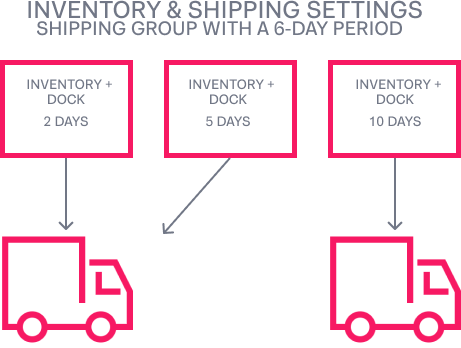 INVENTORY & SHIPPING SETTINGS
SHIPPING GROUP WITH A 6-DAY PERIOD
INVENTORY +
DOCK
2 DAYS
INVENTORY +
DOCK
5 DAYS
INVENTORY +
DOCK
10 DAYS